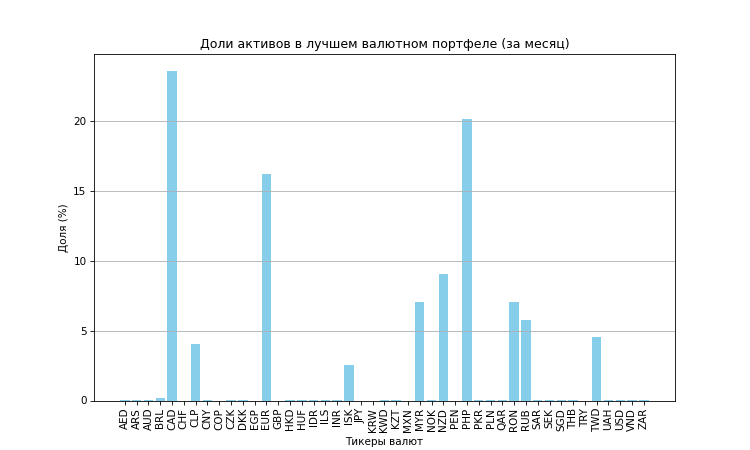 Доли активов в лучшем валютном портфеле (за месяц)
Доля (%)
20
15
10
5
0
AED ARS AUD BRL CAD CHF CLP CNY COP CZK DKK EGP EUR GBP HKD HUF IDR ILS INR ISK JPY KRW KWD KZT MXN MYR NOK NZD PEN PHP PKR PLN QAR RON RUB SAR SEK SGD THB TRY TWD UAH USD VND ZAR
Тикеры валют